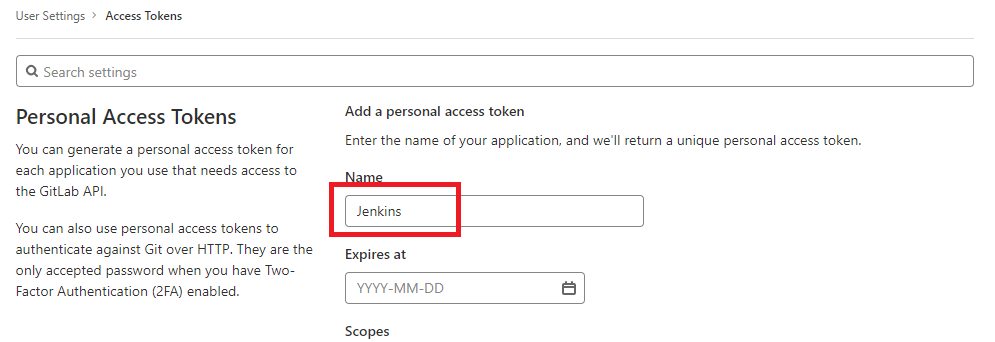 User Settings > Access Tokens
Search settings
Personal Access Tokens
You can generate a personal access token for
each application you use that needs access to
the GitLab API.
You can also use personal access tokens to
authenticate against Git over HTTP. They are the
only accepted password when you have Two-
Factor Authentication (2FA) enabled.
Add a personal access token
Enter the name of your application, and we'll return a unique personal access token.
Name
Jenkins
Expires at
YYYY-MM-DD
Scopes